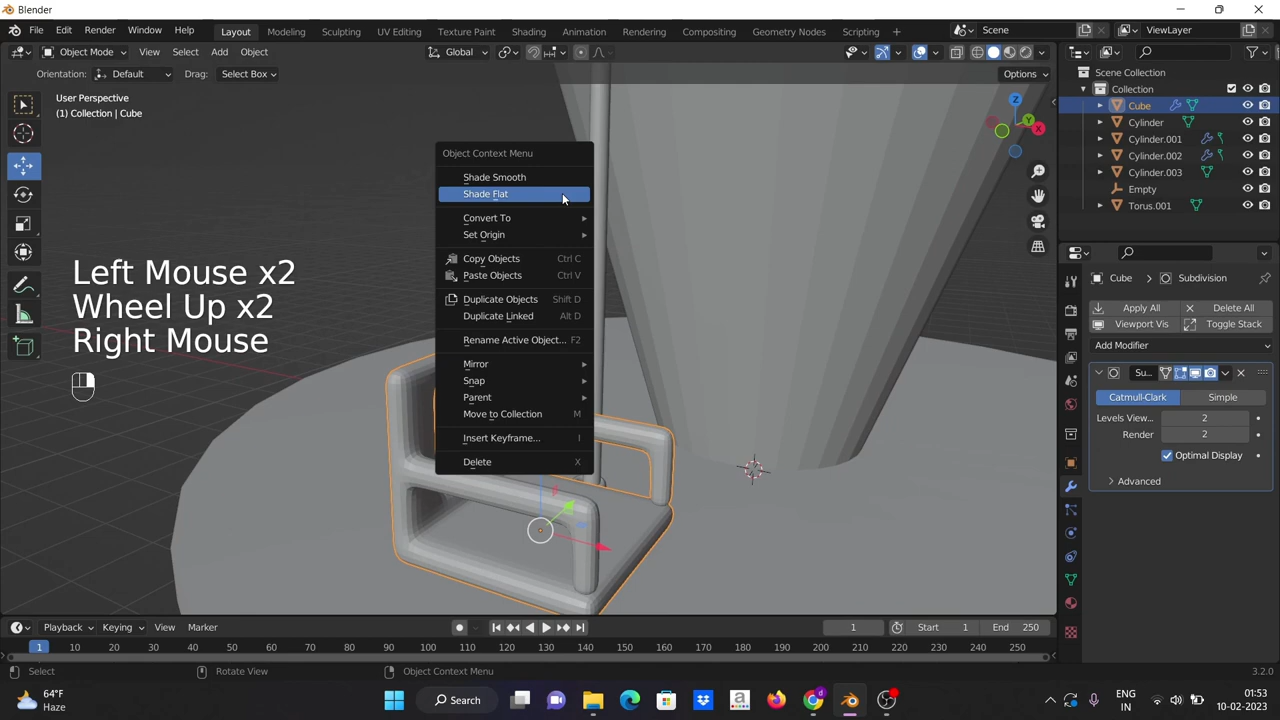 Blender
File Edit Render Window Help Layout Modeling Sculpting UV Editing Texture Paint Shading Animation Rendering Compositing Geometry Nodes Scripting + Scene ViewLayer
Object Mode View Select Add Object Global
Orientation: Default Drag: Select Box Options
User Perspective
(1) Collection | Cube
Scene Collection
Collection
Cube
Cylinder
Cylinder.001
Cylinder.002
Cylinder.003
Empty
Torus.001
Z
Y
X
Object Context Menu
Shade Smooth
Shade Flat
Convert To
Set Origin
Copy Objects Ctrl C
Paste Objects Ctrl V
Duplicate Objects Shift D
Duplicate Linked Alt D
Rename Active Object... F2
Mirror
Snap
Parent
Move to Collection M
Insert Keyframe... I
Delete X
Left Mouse x2
Wheel Up x2
Right Mouse
Cube Subdivision
Apply All Delete All
Viewport Vis Toggle Stack
Add Modifier
Su...
Catmull-Clark Simple
Levels View... 2
Render 2
Optimal Display
Advanced
Playback Keying View Marker 1 Start 1 End 250
1 10 20 30 40 50 60 70 80 90 100 110 120 130 140 150 160 170 180 190 200 210 220 230 240 250
Select Rotate View Object Context Menu 3.2.0
64°F
Haze
Search
ENG
IN
01:53
10-02-2023